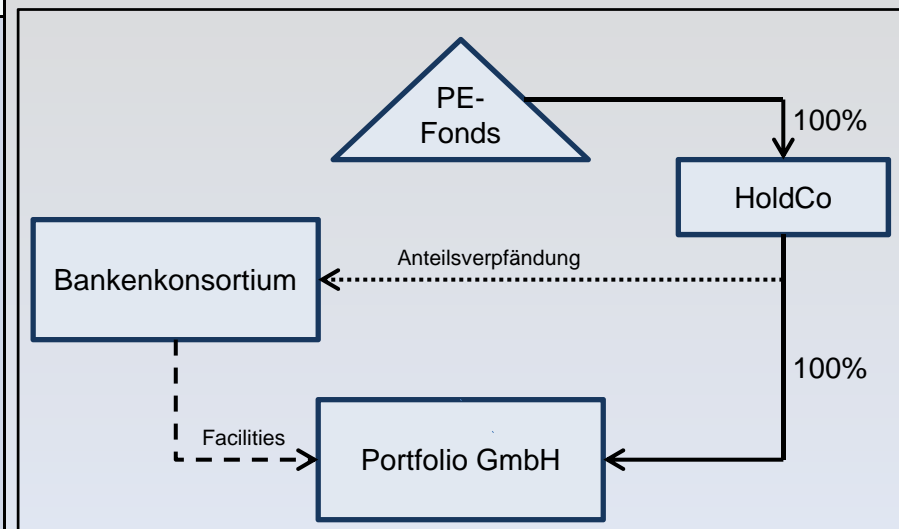 PE-
Fonds
100%
HoldCo
Anteilsverpfändung
Bankenkonsortium
100%
Facilities
Portfolio GmbH